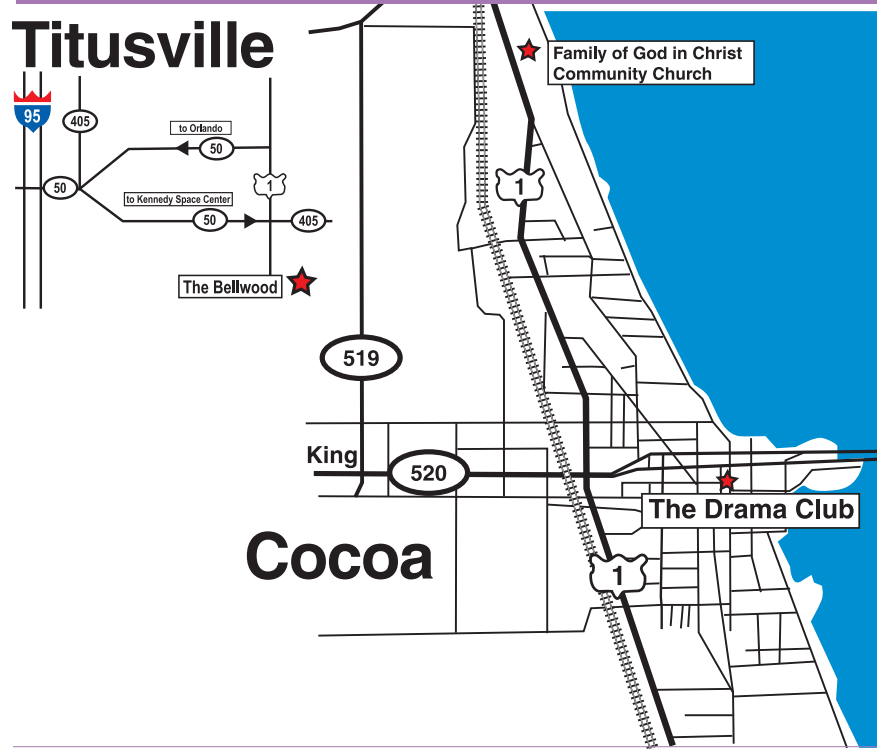 Titusville
95
405
to Orlando
50
50
1
to Kennedy Space Center
50
405
The Bellwood
Family of God in Christ
Community Church
1
519
King
520
The Drama Club
Cocoa
1